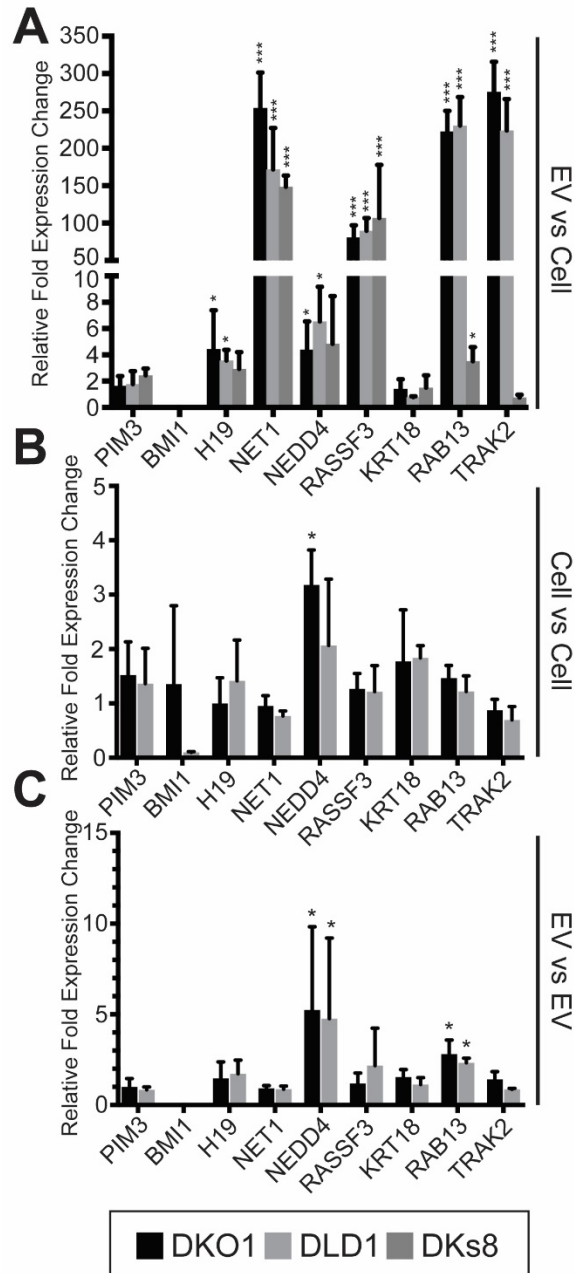 A
Relative Fold Expression Change
350
300
250
200
150
100
50
10
8
6
4
2
0
*** *** *** *** *** *** *** *** *** ***
* * * * *
PIM3 BMI1 H19 NET1 NEDD4 RASSF3 KRT18 RAB13 TRAK2
EV vs Cell
B
Relative Fold Expression Change
5
4
3
2
1
0
*
PIM3 BMI1 H19 NET1 NEDD4 RASSF3 KRT18 RAB13 TRAK2
Cell vs Cell
C
Relative Fold Expression Change
15
10
5
0
* * * *
PIM3 BMI1 H19 NET1 NEDD4 RASSF3 KRT18 RAB13 TRAK2
EV vs EV
DKO1 DLD1 DKs8